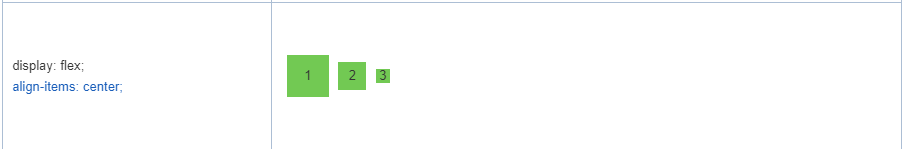 display: flex;
align-items: center;
1 2 3